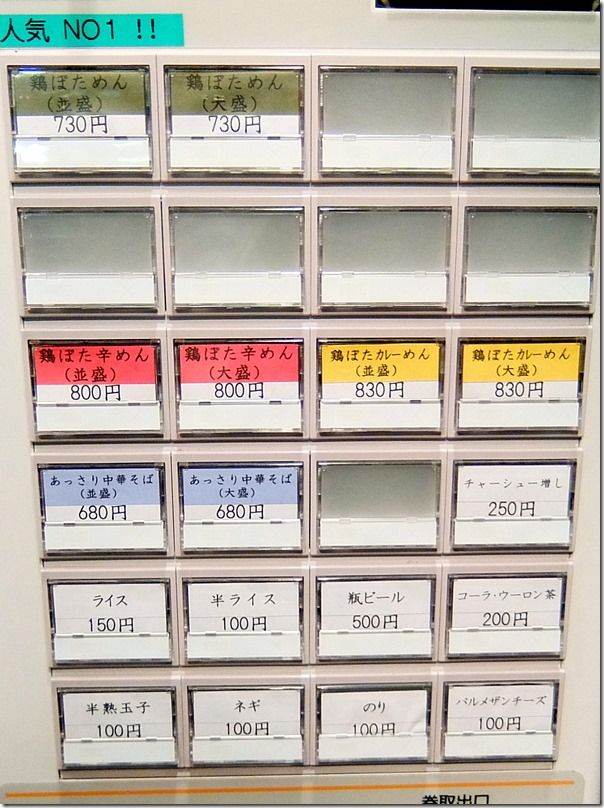 人気 NO1 !!
鶏ぽためん
(並盛)
730円
鶏ぽためん
(大盛)
730円
鶏ぽた辛めん
(並盛)
800円
鶏ぽた辛めん
(大盛)
800円
鶏ぽたカレーめん
(並盛)
830円
鶏ぽたカレーめん
(大盛)
830円
あっさり中華そば
(並盛)
680円
あっさり中華そば
(大盛)
680円
チャーシュー増し
250円
ライス
150円
半ライス
100円
瓶ビール
500円
コーラ・ウーロン茶
200円
半熟玉子
100円
ネギ
100円
のり
100円
パルメザンチーズ
100円